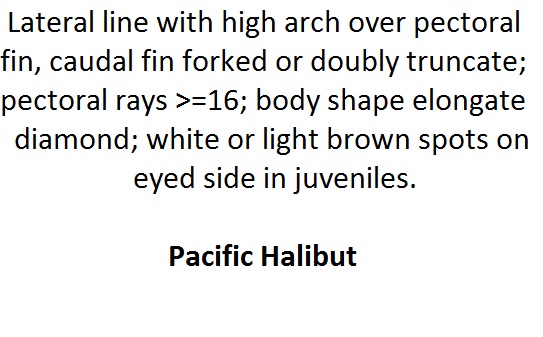 Lateral line with high arch over pectoral
fin, caudal fin forked or doubly truncate;
pectoral rays >=16; body shape elongate
diamond; white or light brown spots on
eyed side in juveniles.
Pacific Halibut